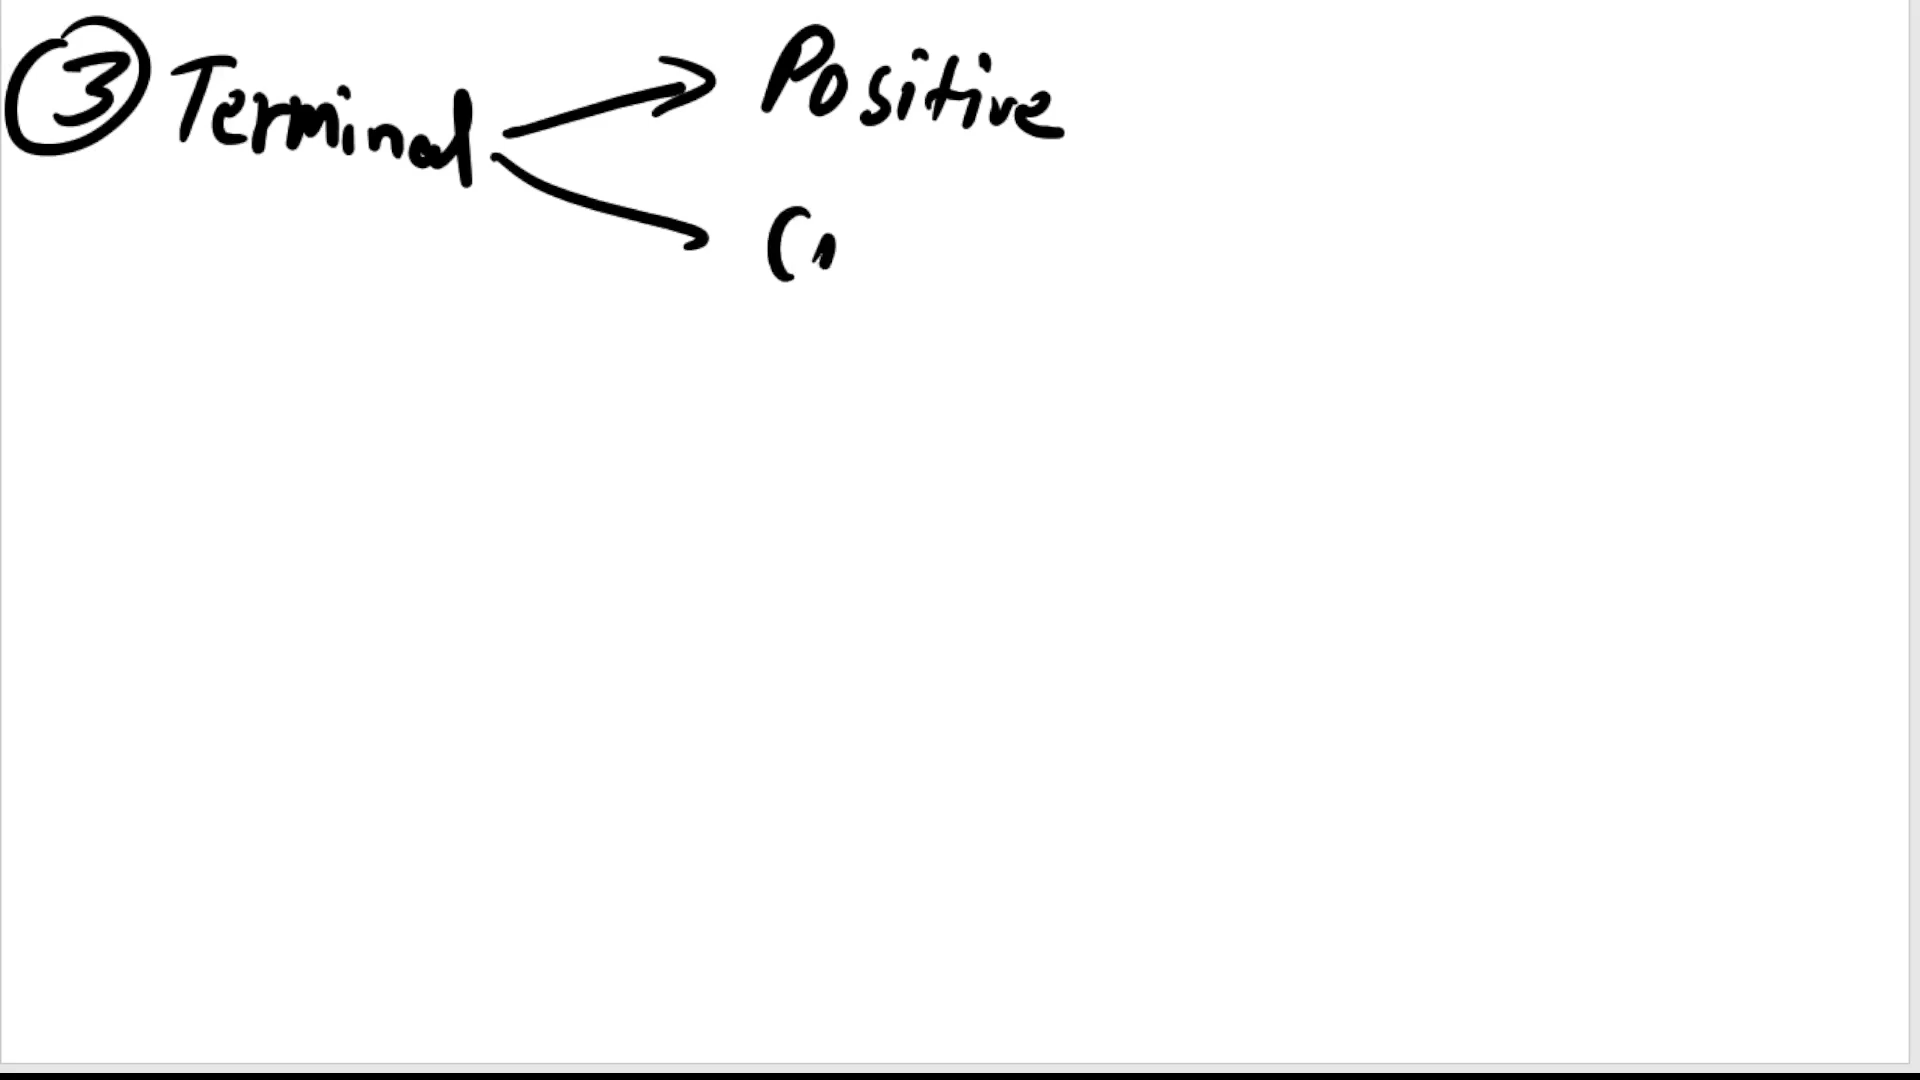 ③ Terminal → Positive